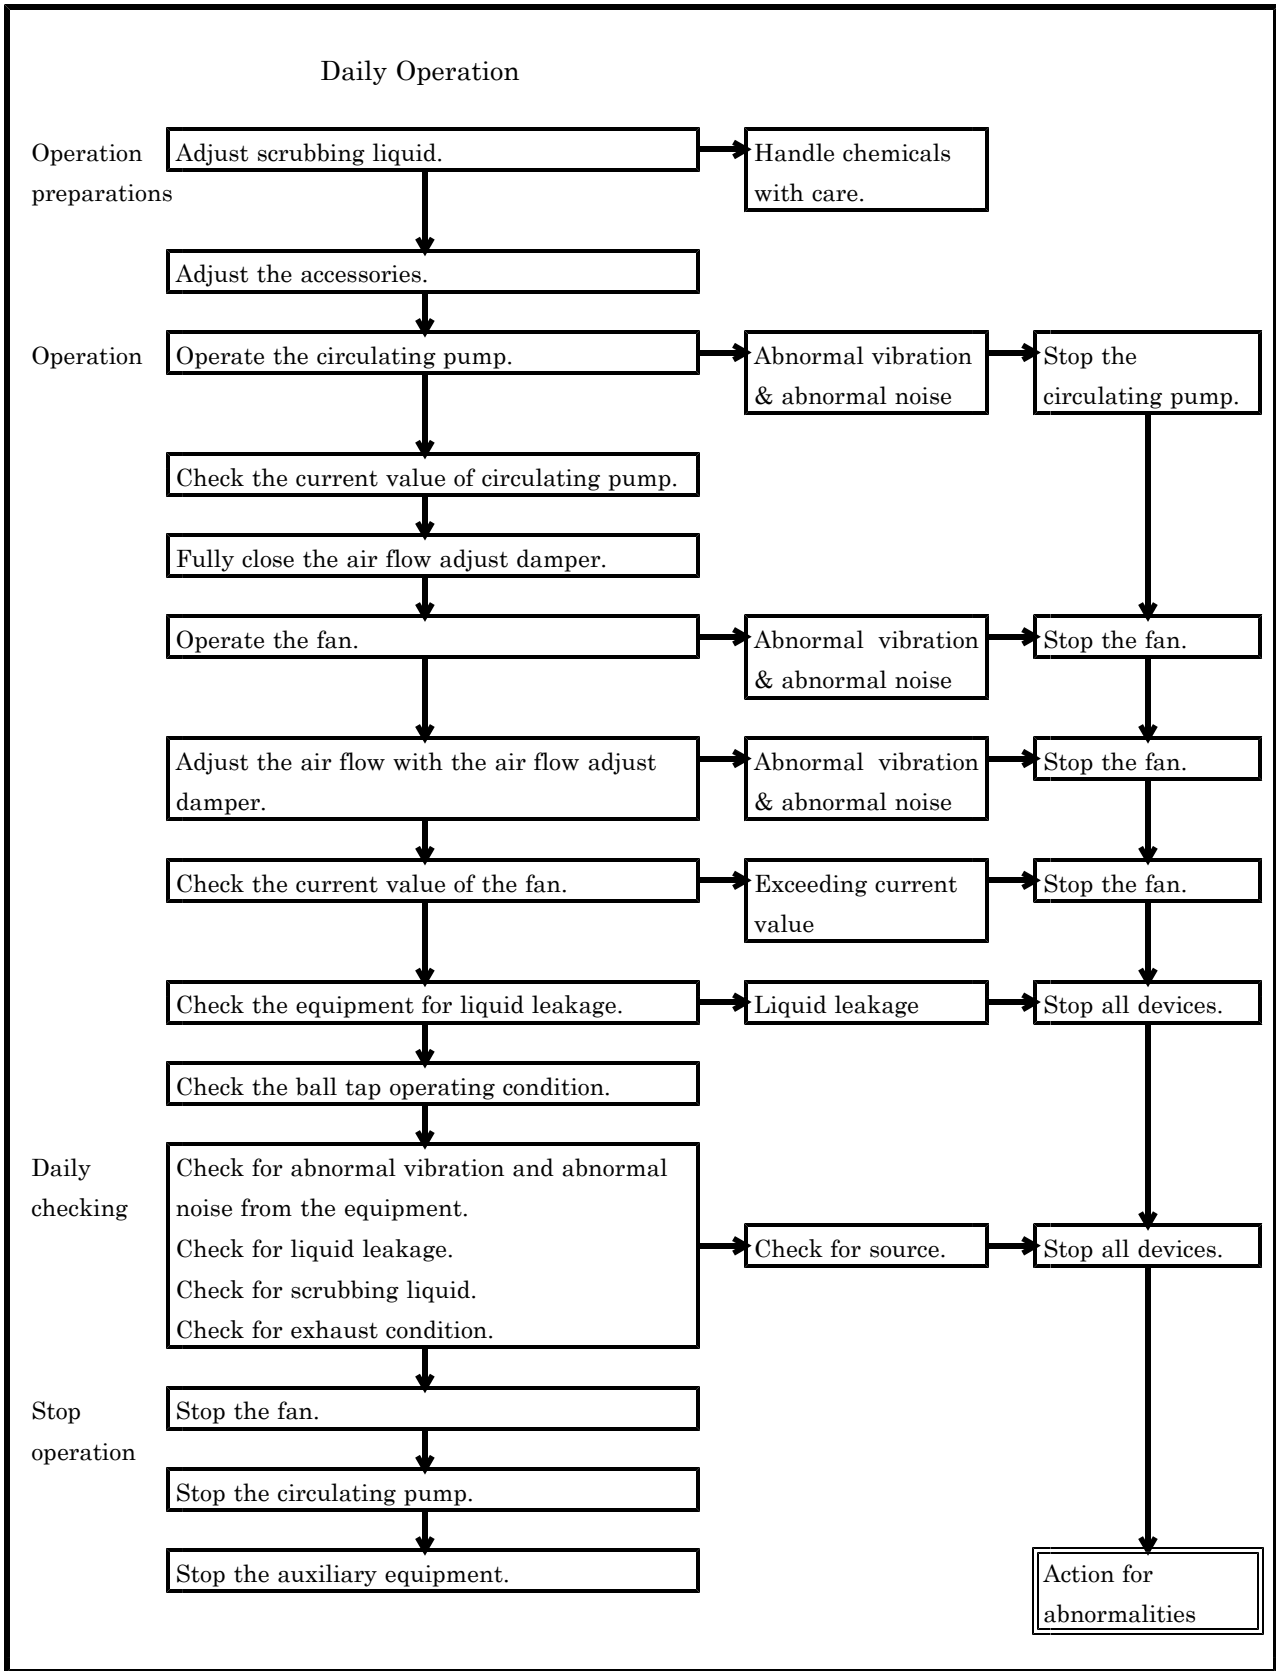 Daily Operation
Operation
preparations
Adjust scrubbing liquid.
Handle chemicals
with care.
Adjust the accessories.
Operation
Operate the circulating pump.
Abnormal vibration
& abnormal noise
Stop the
circulating pump.
Check the current value of circulating pump.
Fully close the air flow adjust damper.
Operate the fan.
Abnormal vibration
& abnormal noise
Stop the fan.
Adjust the air flow with the air flow adjust
damper.
Abnormal vibration
& abnormal noise
Stop the fan.
Check the current value of the fan.
Exceeding current
value
Stop the fan.
Check the equipment for liquid leakage.
Liquid leakage
Stop all devices.
Check the ball tap operating condition.
Daily
checking
Check for abnormal vibration and abnormal
noise from the equipment.
Check for liquid leakage.
Check for scrubbing liquid.
Check for exhaust condition.
Check for source.
Stop all devices.
Stop
operation
Stop the fan.
Stop the circulating pump.
Stop the auxiliary equipment.
Action for
abnormalities